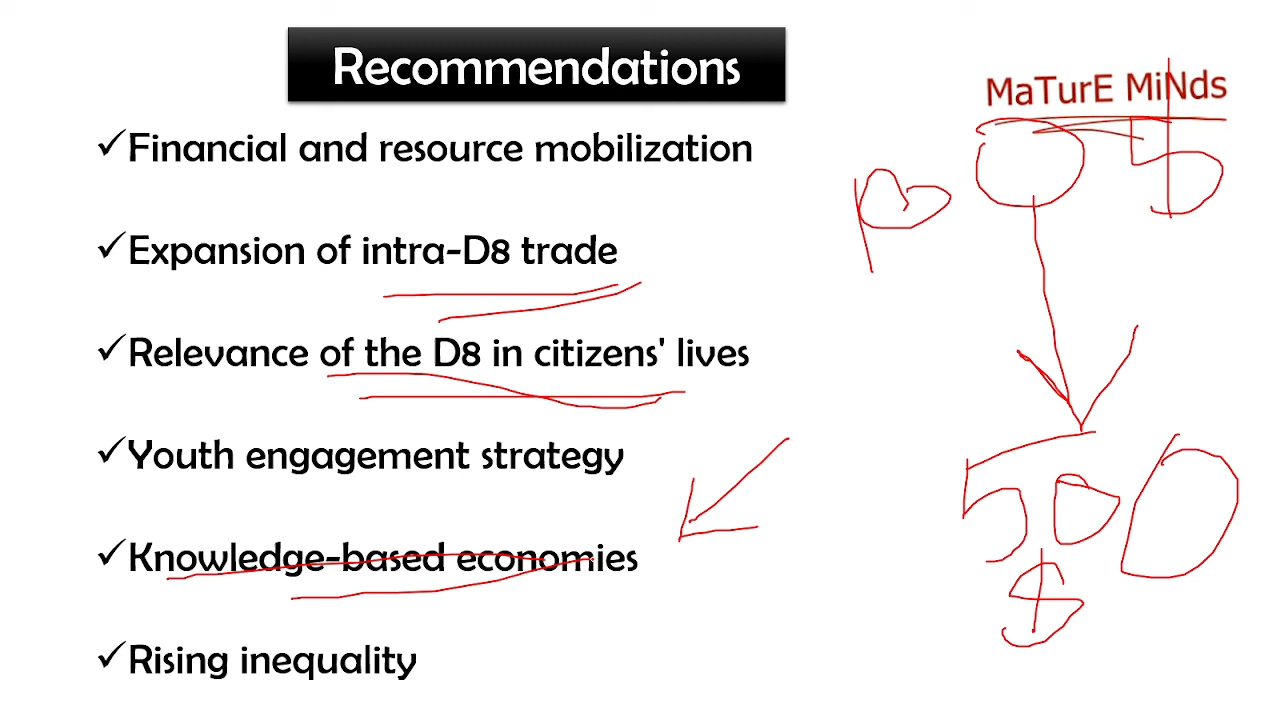 Recommendations
MaTurE MiNds
✓Financial and resource mobilization
✓Expansion of intra-D8 trade
✓Relevance of the D8 in citizens' lives
✓Youth engagement strategy
✓Knowledge-based economies
✓Rising inequality
500
$